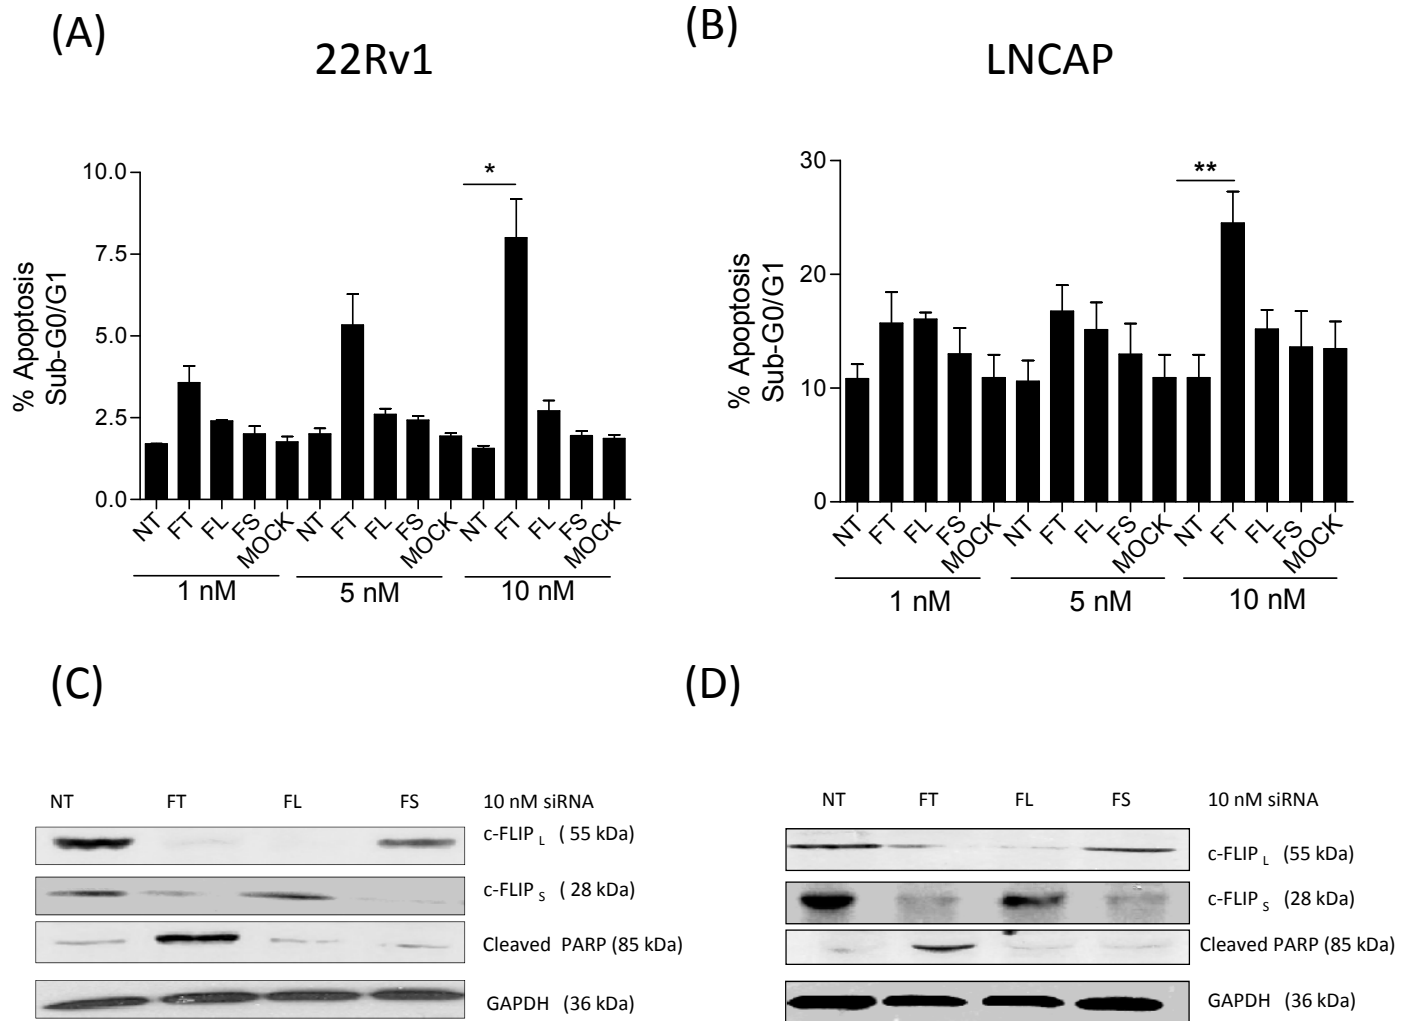 (A)
22Rv1
% Apoptosis
Sub-G0/G1
10.0
7.5
5.0
2.5
0.0
*
NT FT FL FS MOCK NT FT FL FS MOCK NT FT FL FS MOCK
1 nM 5 nM 10 nM
(B)
LNCAP
% Apoptosis
Sub-G0/G1
30
20
10
0
**
NT FT FL FS MOCK NT FT FL FS MOCK NT FT FL FS MOCK
1 nM 5 nM 10 nM
(C)
NT FT FL FS 10 nM siRNA
c-FLIP L ( 55 kDa)
c-FLIP S ( 28 kDa)
Cleaved PARP (85 kDa)
GAPDH (36 kDa)
(D)
NT FT FL FS 10 nM siRNA
c-FLIP L (55 kDa)
c-FLIP S (28 kDa)
Cleaved PARP (85 kDa)
GAPDH (36 kDa)